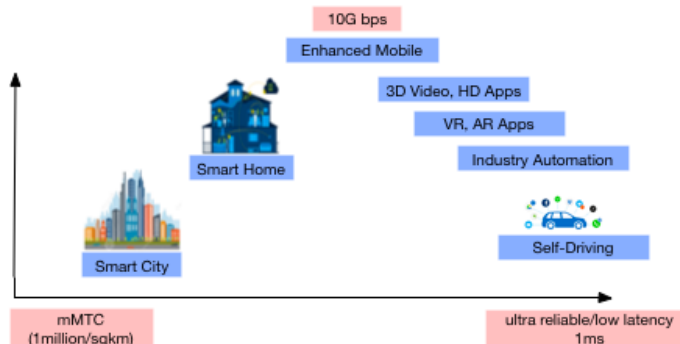 10G bps
Enhanced Mobile
3D Video, HD Apps
VR, AR Apps
Smart Home
Industry Automation
Self-Driving
Smart City
mMTC
(1million/sqkm)
ultra reliable/low latency
1ms